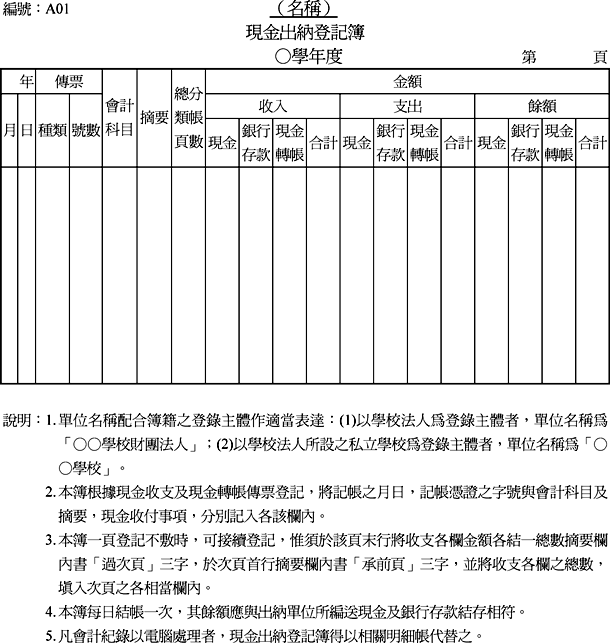 編號：A01
（名稱）
現金出納登記簿
○學年度
第　　頁
年 傳票 會計科目 摘要 總分類帳頁數 金額
收入 支出 餘額
月 日 種類 號數 現金 銀行存款 現金轉帳 合計 現金 銀行存款 現金轉帳 合計 現金 銀行存款 現金轉帳 合計
說明：1.單位名稱配合簿籍之登錄主體作適當表達：(1)以學校法人爲登錄主體者，單位名稱爲
「○○學校財團法人」；(2)以學校法人所設之私立學校爲登錄主體者，單位名稱爲「○
○學校」。
2.本簿根據現金收支及現金轉帳傳票登記，將記帳之月日，記帳憑證之字號與會計科目及
摘要，現金收付事項，分別記入各該欄內。
3.本簿一頁登記不敷時，可接續登記，惟須於該頁末行將收支各欄金額各結一總數摘要欄
內書「過次頁」三字，於次頁首行摘要欄內書「承前頁」三字，並將收支各欄之總數，
填入次頁之各相當欄內。
4.本簿每日結帳一次，其餘額應與出納單位所編送現金及銀行存款結存相符。
5.凡會計紀錄以電腦處理者，現金出納登記簿得以相關明細帳代替之。